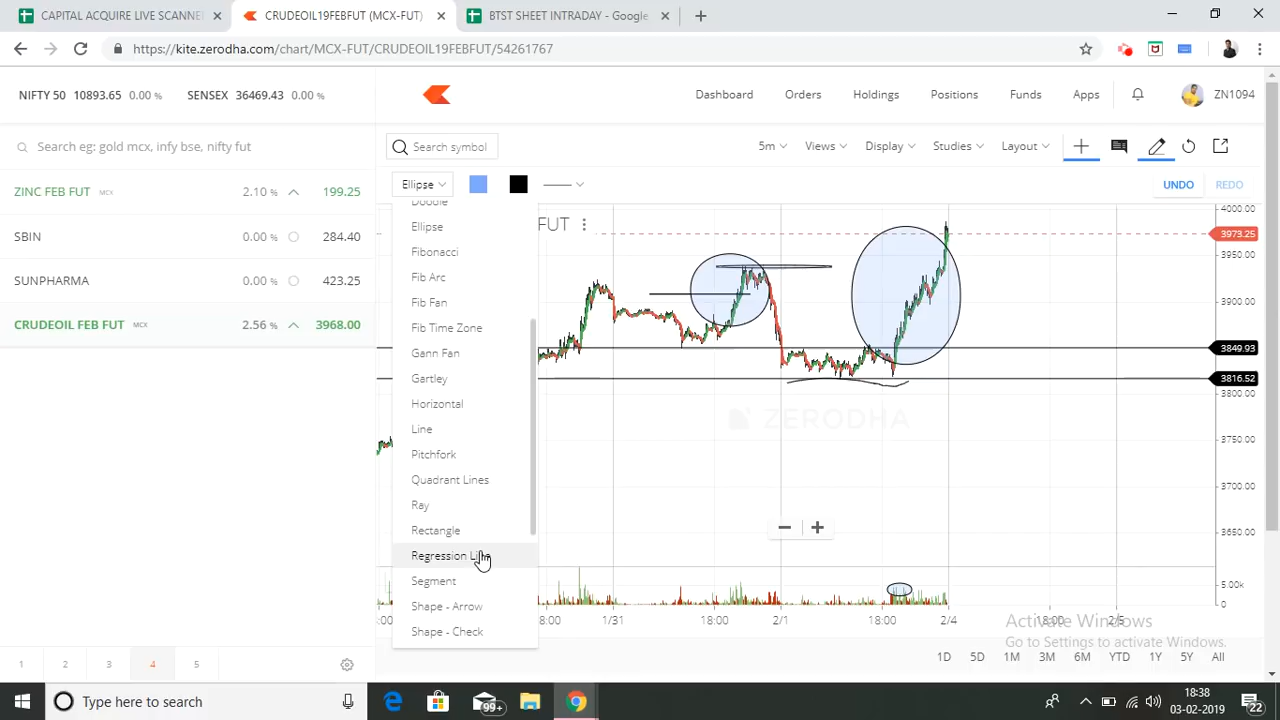 CAPITAL ACQUIRE LIVE SCANNER
CRUDEOIL19FEBFUT (MCX-FUT)
BTST SHEET INTRADAY - Google
https://kite.zerodha.com/chart/MCX-FUT/CRUDEOIL19FEBFUT/54261767
NIFTY 50 10893.65 0.00 % SENSEX 36469.43 0.00 %
Dashboard Orders Holdings Positions Funds Apps ZN1094
Search eg: gold mcx, infy bse, nifty fut
Search symbol 5m Views Display Studies Layout
ZINC FEB FUT MCX 2.10 % 199.25
SBIN 0.00 % 284.40
SUNPHARMA 0.00 % 423.25
CRUDEOIL FEB FUT MCX 2.56 % 3968.00
Ellipse UNDO REDO
Doodle
Ellipse
Fibonacci
Fib Arc
Fib Fan
Fib Time Zone
Gann Fan
Gartley
Horizontal
Line
Pitchfork
Quadrant Lines
Ray
Rectangle
Regression Line
Segment
Shape - Arrow
Shape - Check
FUT
4000.00
3973.25
3950.00
3900.00
3849.93
3816.52
3800.00
3750.00
3700.00
3650.00
ZERODHA
5.00k
0
:00 18:00 1/31 18:00 2/1 18:00 2/4 18:00 2/5
Activate Windows
Go to Settings to activate Windows.
1D 5D 1M 3M 6M YTD 1Y 5Y All
1 2 3 4 5
Type here to search
99+
18:38
03-02-2019
22